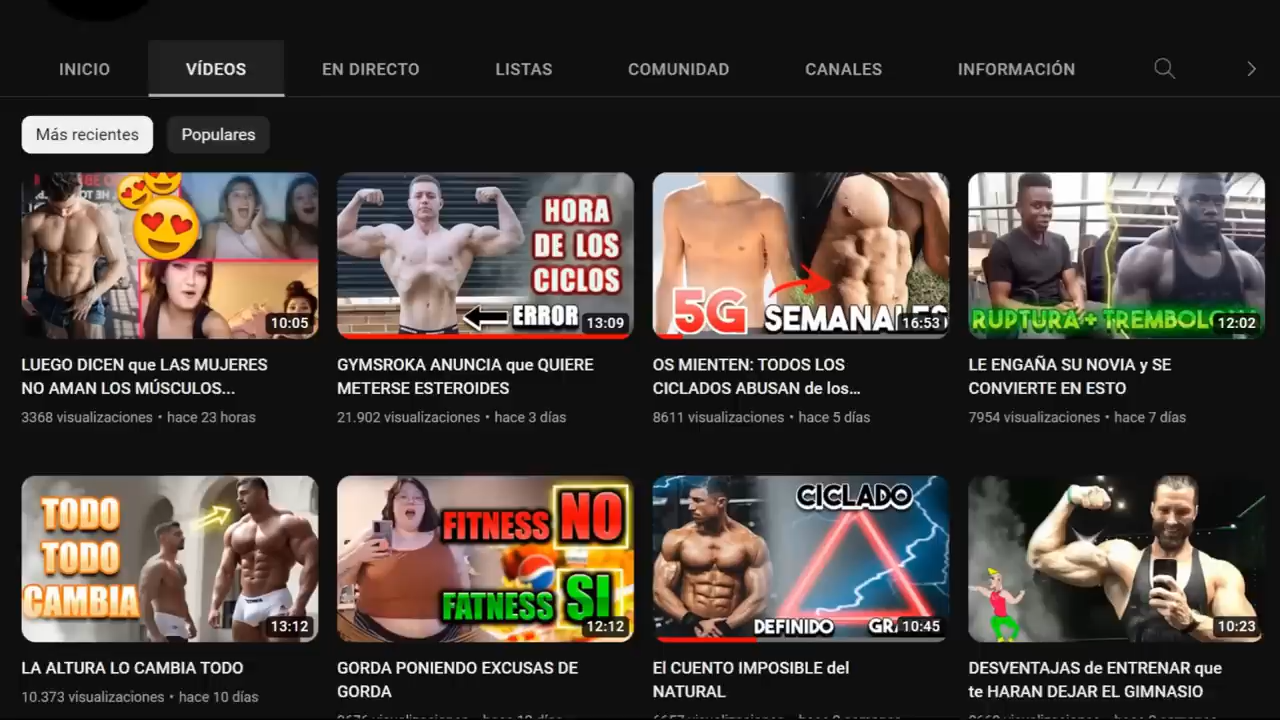 INICIO
VÍDEOS
EN DIRECTO
LISTAS
COMUNIDAD
CANALES
INFORMACIÓN
Más recientes
Populares
10:05
HORA
DE LOS
CICLOS
ERROR
13:09
5G SEMANALES
16:53
RUPTURA + TREMBOLONA
12:02
LUEGO DICEN que LAS MUJERES
NO AMAN LOS MÚSCULOS...
3368 visualizaciones • hace 23 horas
GYMSROKA ANUNCIA que QUIERE
METERSE ESTEROIDES
21.902 visualizaciones • hace 3 días
OS MIENTEN: TODOS LOS
CICLADOS ABUSAN de los...
8611 visualizaciones • hace 5 días
LE ENGAÑA SU NOVIA y SE
CONVIERTE EN ESTO
7954 visualizaciones • hace 7 días
TODO
TODO
CAMBIA
13:12
FITNESS NO
FATNESS SI
12:12
CICLADO
DEFINIDO
10:45
10:23
LA ALTURA LO CAMBIA TODO
10.373 visualizaciones • hace 10 días
GORDA PONIENDO EXCUSAS DE
GORDA
El CUENTO IMPOSIBLE del
NATURAL
DESVENTAJAS de ENTRENAR que
te HARAN DEJAR EL GIMNASIO